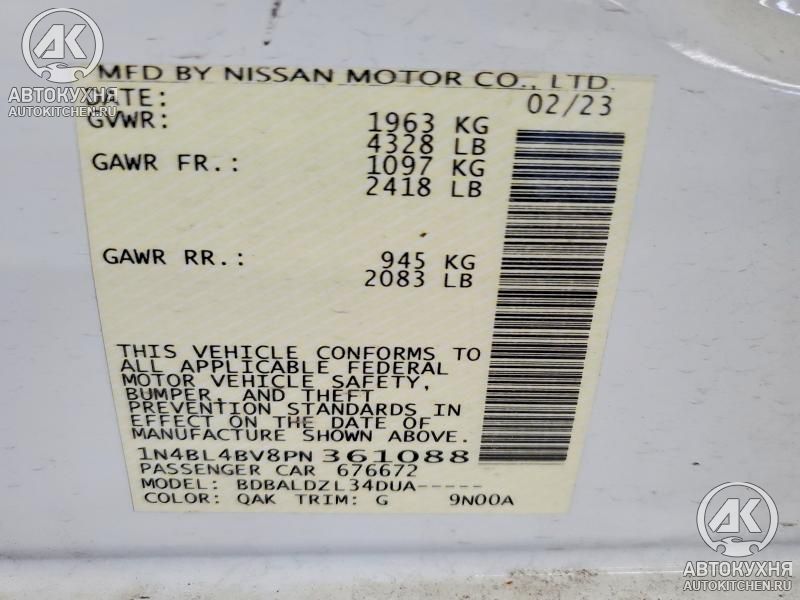 АК
АВТОКУХНЯ
AUTOKITCHEN.RU
MFD BY NISSAN MOTOR CO., LTD.
DATE: 02/23
GVWR: 1963 KG
4328 LB
GAWR FR.: 1097 KG
2418 LB
GAWR RR.: 945 KG
2083 LB
THIS VEHICLE CONFORMS TO
ALL APPLICABLE FEDERAL
MOTOR VEHICLE SAFETY,
BUMPER, AND THEFT
PREVENTION STANDARDS IN
EFFECT ON THE DATE OF
MANUFACTURE SHOWN ABOVE.
1N4BL4BV8PN361088
PASSENGER CAR 676672
MODEL: BDBALDZL34DUA-----
COLOR: QAK TRIM: G 9N00A
АК
АВТОКУХНЯ
AUTOKITCHEN.RU